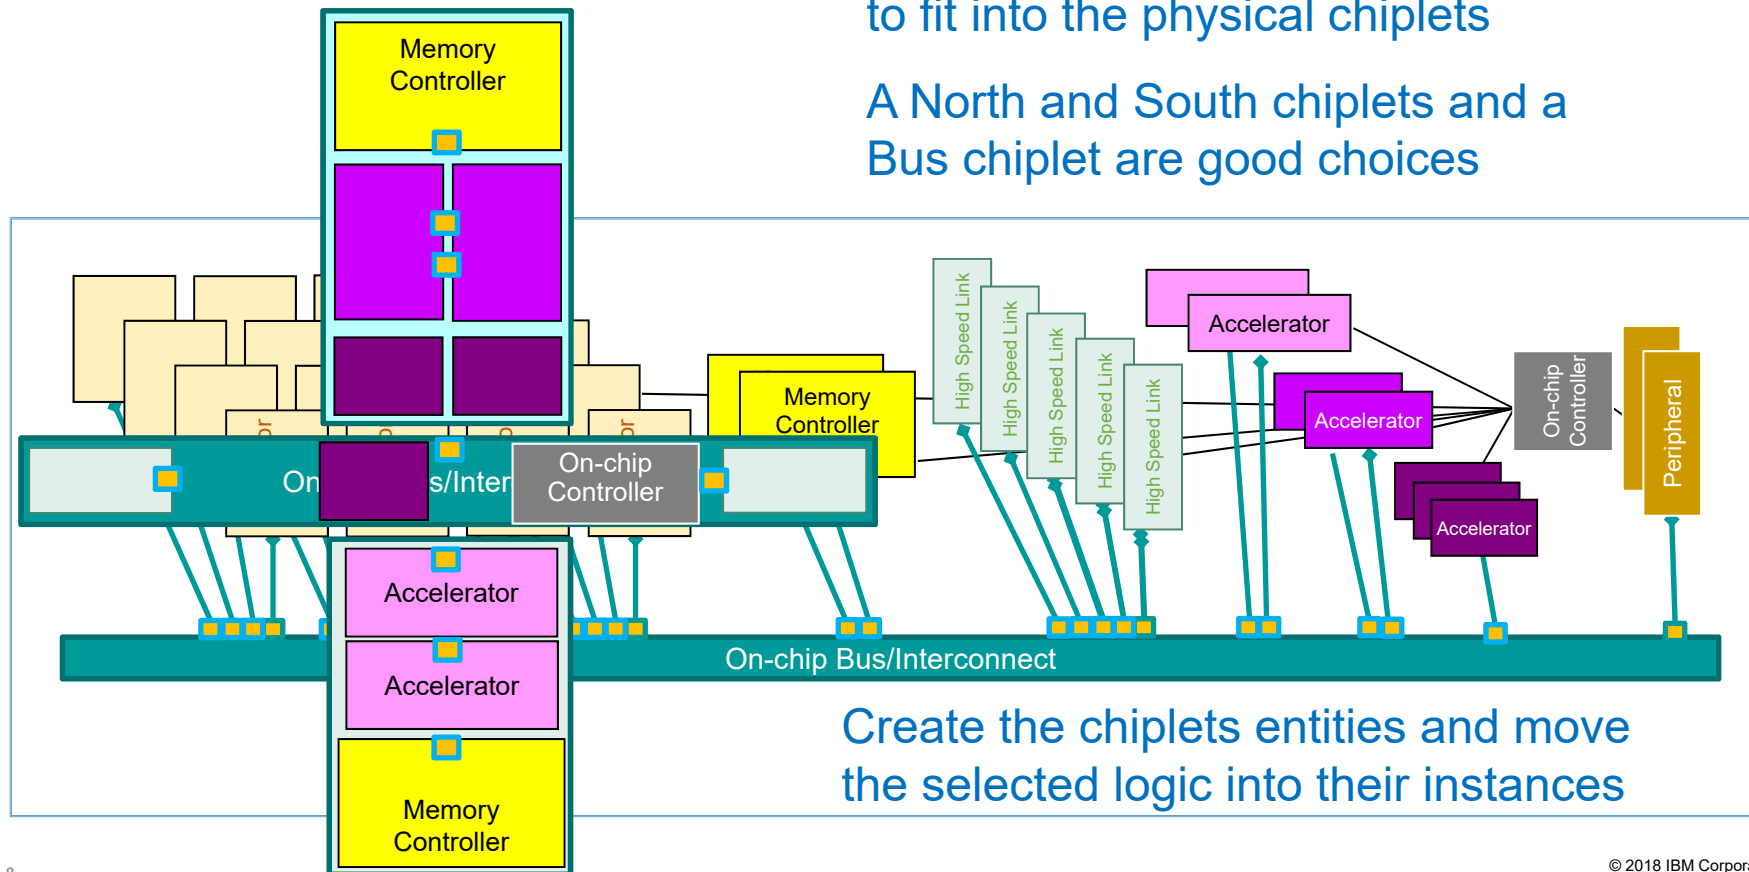 to fit into the physical chiplets
A North and South chiplets and a
Bus chiplet are good choices
Memory
Controller
High Speed Link
High Speed Link
High Speed Link
High Speed Link
High Speed Link
Accelerator
Accelerator
Accelerator
On-chip
Controller
Peripheral
Memory
Controller
or
or
On
s/Inter
On-chip
Controller
Accelerator
Accelerator
Memory
Controller
On-chip Bus/Interconnect
Create the chiplets entities and move
the selected logic into their instances
© 2018 IBM Corpora